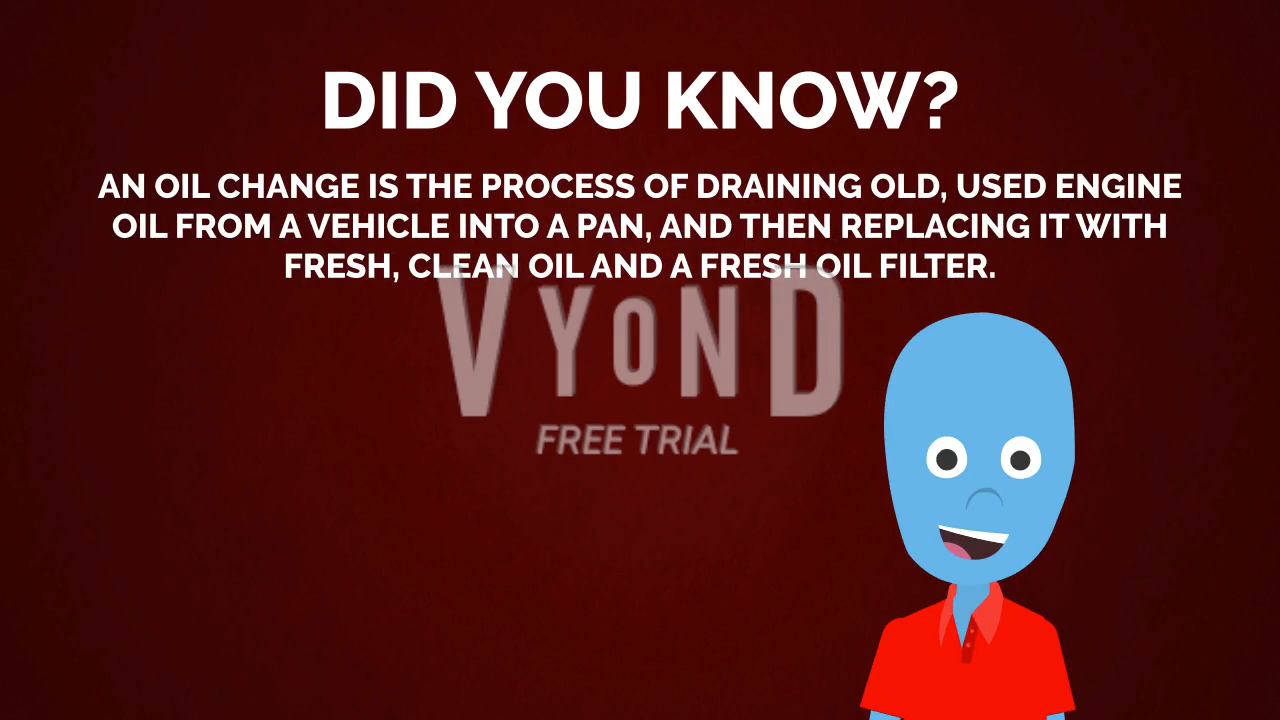 DID YOU KNOW?
AN OIL CHANGE IS THE PROCESS OF DRAINING OLD, USED ENGINE
OIL FROM A VEHICLE INTO A PAN, AND THEN REPLACING IT WITH
FRESH, CLEAN OIL AND A FRESH OIL FILTER.
VYOND
FREE TRIAL